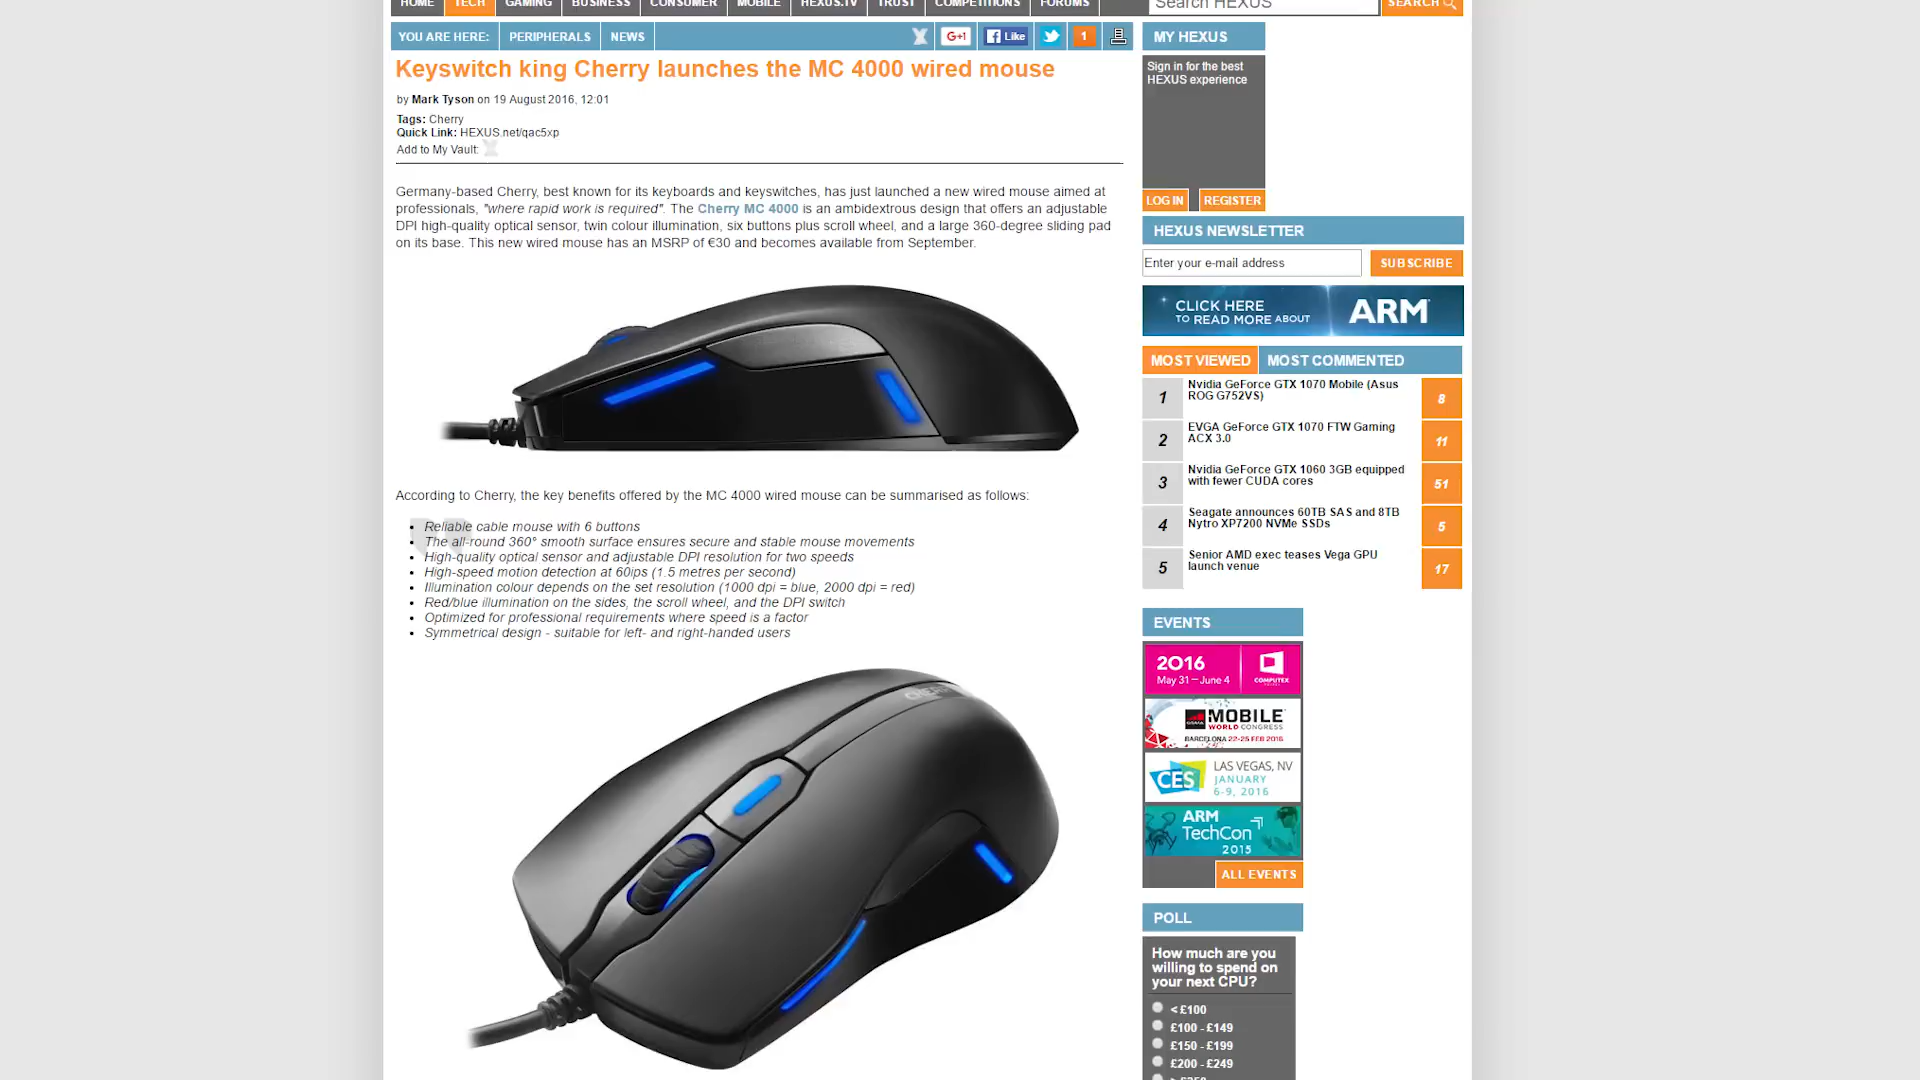 HOME TECH GAMING BUSINESS CONSUMER MOBILE HEXUS.TV TRUST COMPETITIONS FORUMS
Search HEXUS
SEARCH
YOU ARE HERE: PERIPHERALS NEWS
G+1
Like
1
Keyswitch king Cherry launches the MC 4000 wired mouse
by Mark Tyson on 19 August 2016, 12:01
Tags: Cherry
Quick Link: HEXUS.net/qac5xp
Add to My Vault:
Germany-based Cherry, best known for its keyboards and keyswitches, has just launched a new wired mouse aimed at
professionals, "where rapid work is required". The Cherry MC 4000 is an ambidextrous design that offers an adjustable
DPI high-quality optical sensor, twin colour illumination, six buttons plus scroll wheel, and a large 360-degree sliding pad
on its base. This new wired mouse has an MSRP of €30 and becomes available from September.
According to Cherry, the key benefits offered by the MC 4000 wired mouse can be summarised as follows:
Reliable cable mouse with 6 buttons
The all-round 360° smooth surface ensures secure and stable mouse movements
High-quality optical sensor and adjustable DPI resolution for two speeds
High-speed motion detection at 60ips (1.5 metres per second)
Illumination colour depends on the set resolution (1000 dpi = blue, 2000 dpi = red)
Red/blue illumination on the sides, the scroll wheel, and the DPI switch
Optimized for professional requirements where speed is a factor
Symmetrical design - suitable for left- and right-handed users
CHERRY
MY HEXUS
Sign in for the best
HEXUS experience
LOG IN
REGISTER
HEXUS NEWSLETTER
Enter your e-mail address
SUBSCRIBE
CLICK HERE
TO READ MORE ABOUT
ARM
MOST VIEWED
MOST COMMENTED
1
Nvidia GeForce GTX 1070 Mobile (Asus
ROG G752VS)
8
2
EVGA GeForce GTX 1070 FTW Gaming
ACX 3.0
11
3
Nvidia GeForce GTX 1060 3GB equipped
with fewer CUDA cores
51
4
Seagate announces 60TB SAS and 8TB
Nytro XP7200 NVMe SSDs
5
5
Senior AMD exec teases Vega GPU
launch venue
17
EVENTS
2016
May 31 – June 4
COMPUTEX
MOBILE
WORLD CONGRESS
BARCELONA 22-25 FEB 2016
CES
LAS VEGAS, NV
JANUARY
6-9, 2016
ARM
TechCon
2015
ALL EVENTS
POLL
How much are you
willing to spend on
your next CPU?
< £100
£100 - £149
£150 - £199
£200 - £249
> £250